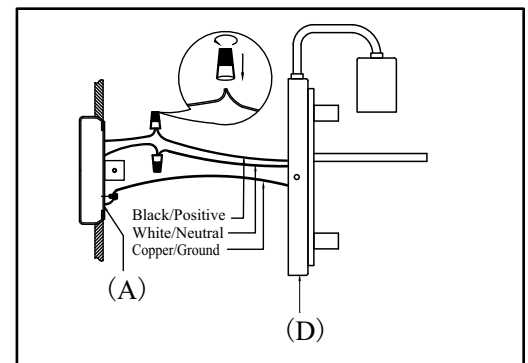 Black/Positive
White/Neutral
Copper/Ground
(A)
(D)